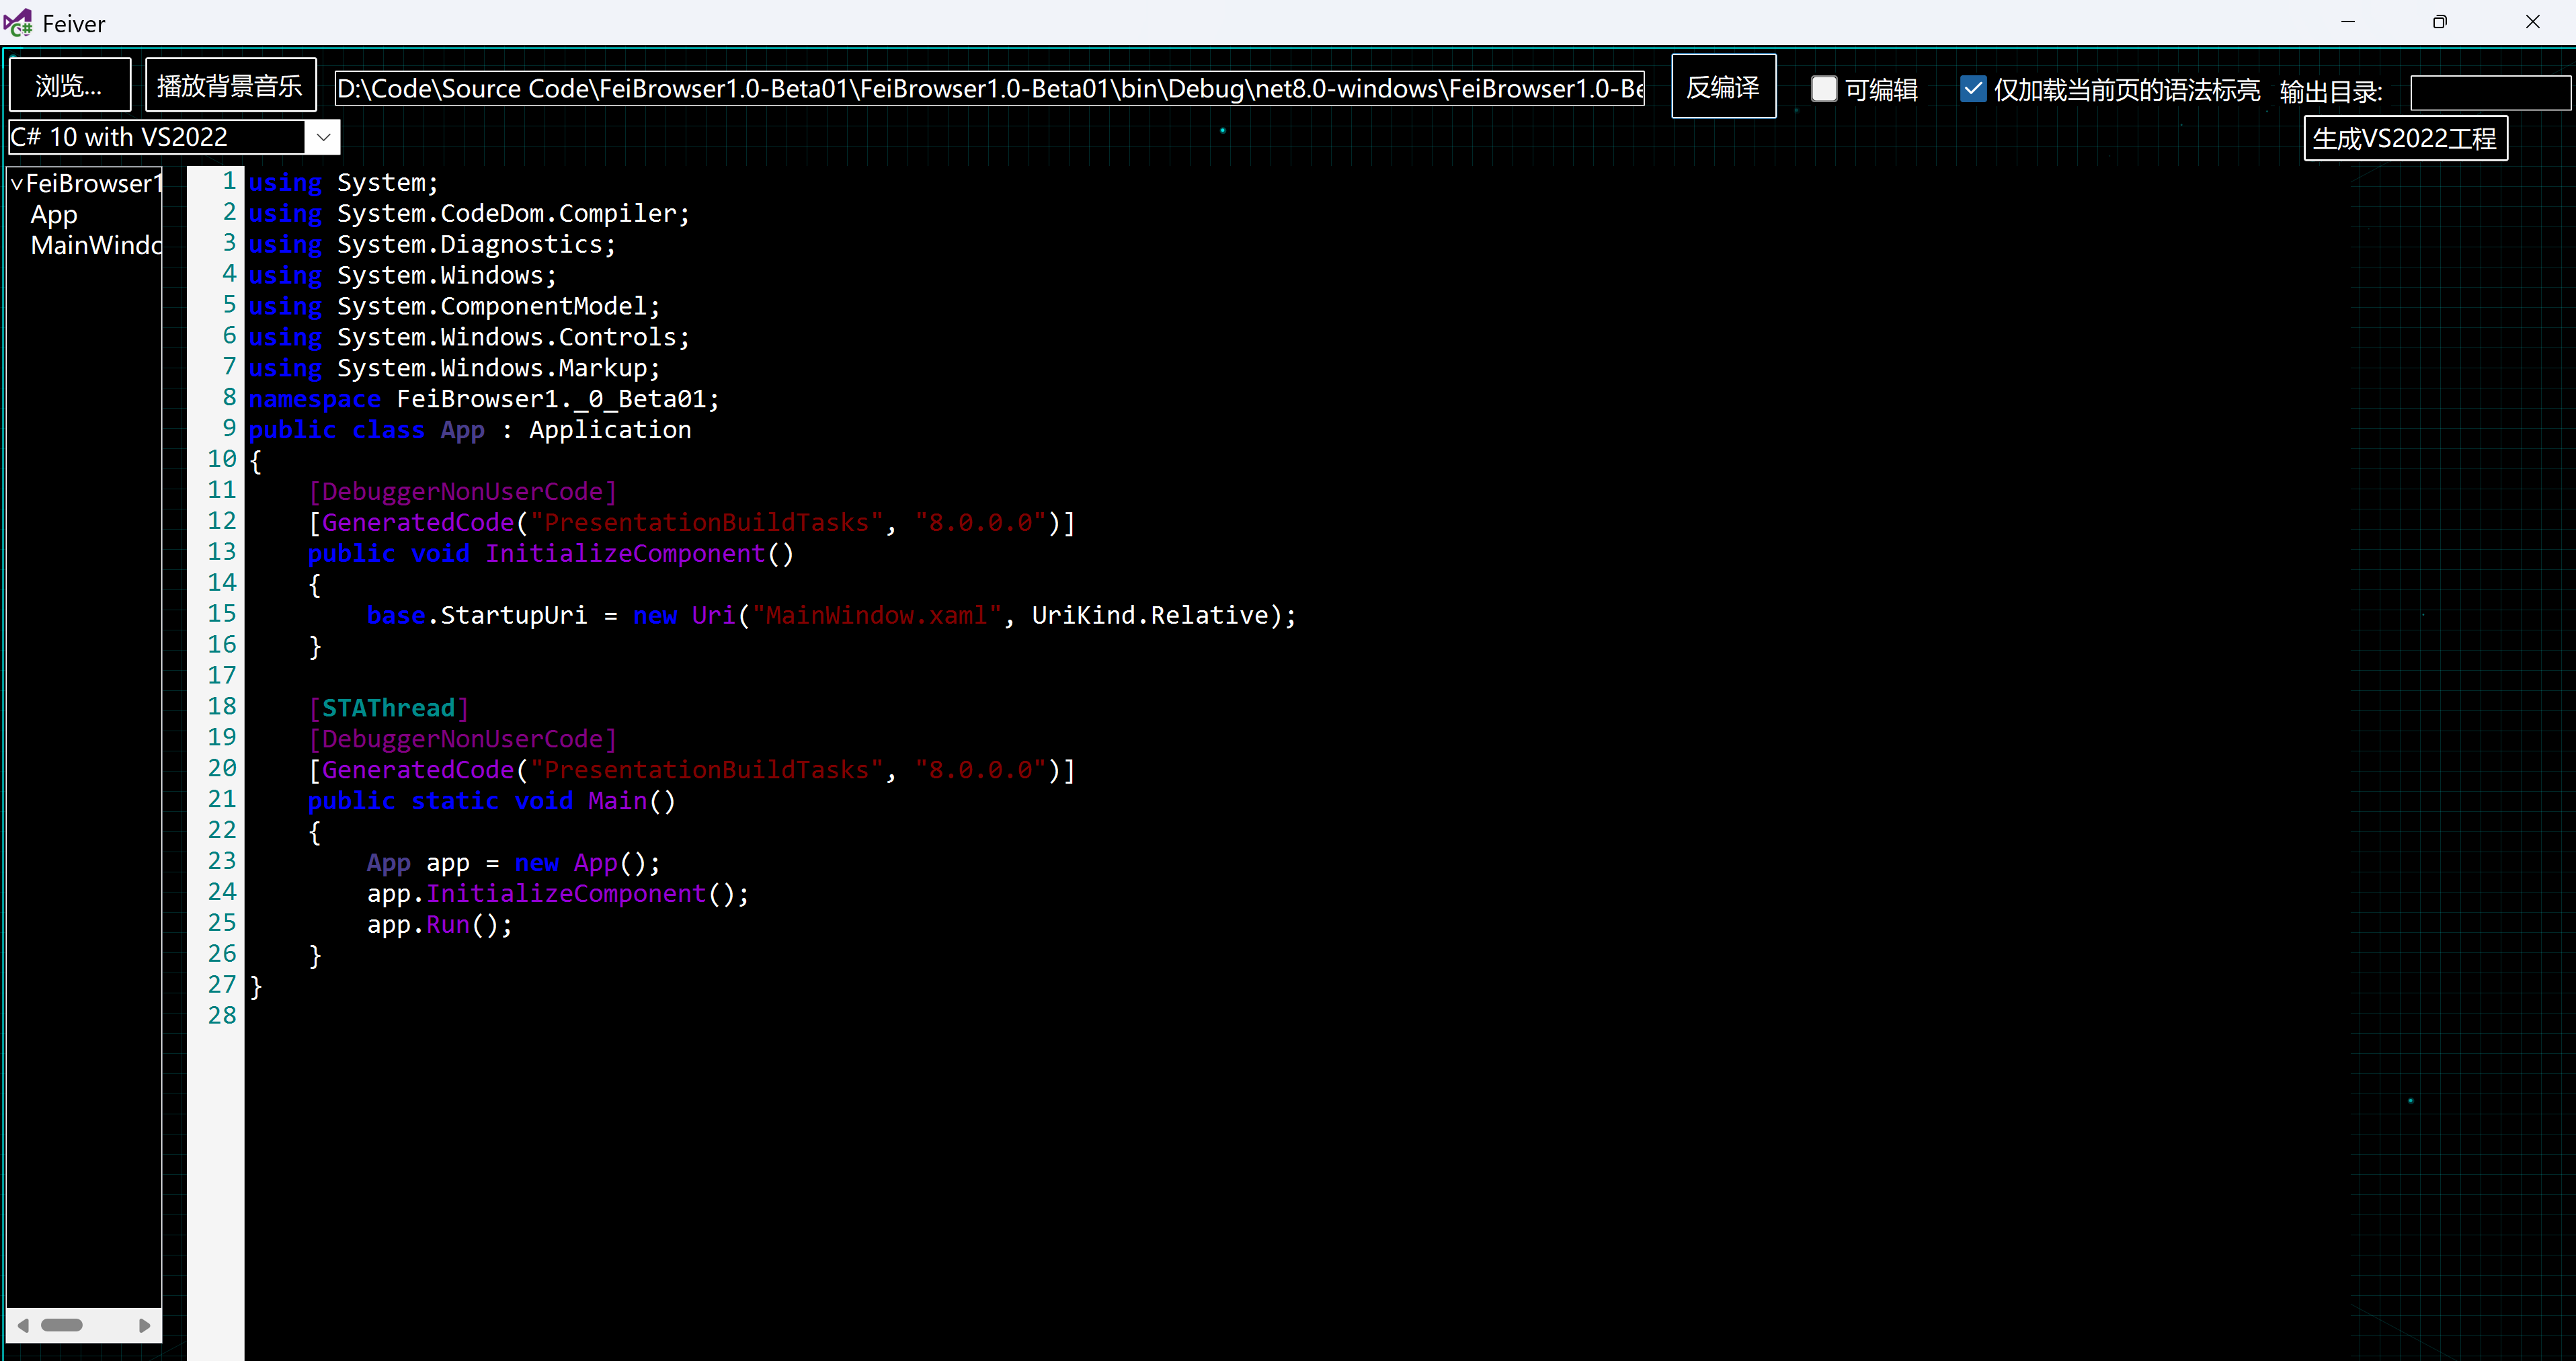 Feiver
浏览...
播放背景音乐
D:\Code\Source Code\FeiBrowser1.0-Beta01\FeiBrowser1.0-Beta01\bin\Debug\net8.0-windows\FeiBrowser1.0-Be
反编译
可编辑
仅加载当前页的语法标亮
输出目录:
C# 10 with VS2022
生成VS2022工程
FeiBrowser1
App
MainWindo
1 using System;
2 using System.CodeDom.Compiler;
3 using System.Diagnostics;
4 using System.Windows;
5 using System.ComponentModel;
6 using System.Windows.Controls;
7 using System.Windows.Markup;
8 namespace FeiBrowser1._0_Beta01;
9 public class App : Application
10 {
11     [DebuggerNonUserCode]
12     [GeneratedCode("PresentationBuildTasks", "8.0.0.0")]
13     public void InitializeComponent()
14     {
15         base.StartupUri = new Uri("MainWindow.xaml", UriKind.Relative);
16     }
17
18     [STAThread]
19     [DebuggerNonUserCode]
20     [GeneratedCode("PresentationBuildTasks", "8.0.0.0")]
21     public static void Main()
22     {
23         App app = new App();
24         app.InitializeComponent();
25         app.Run();
26     }
27 }
28